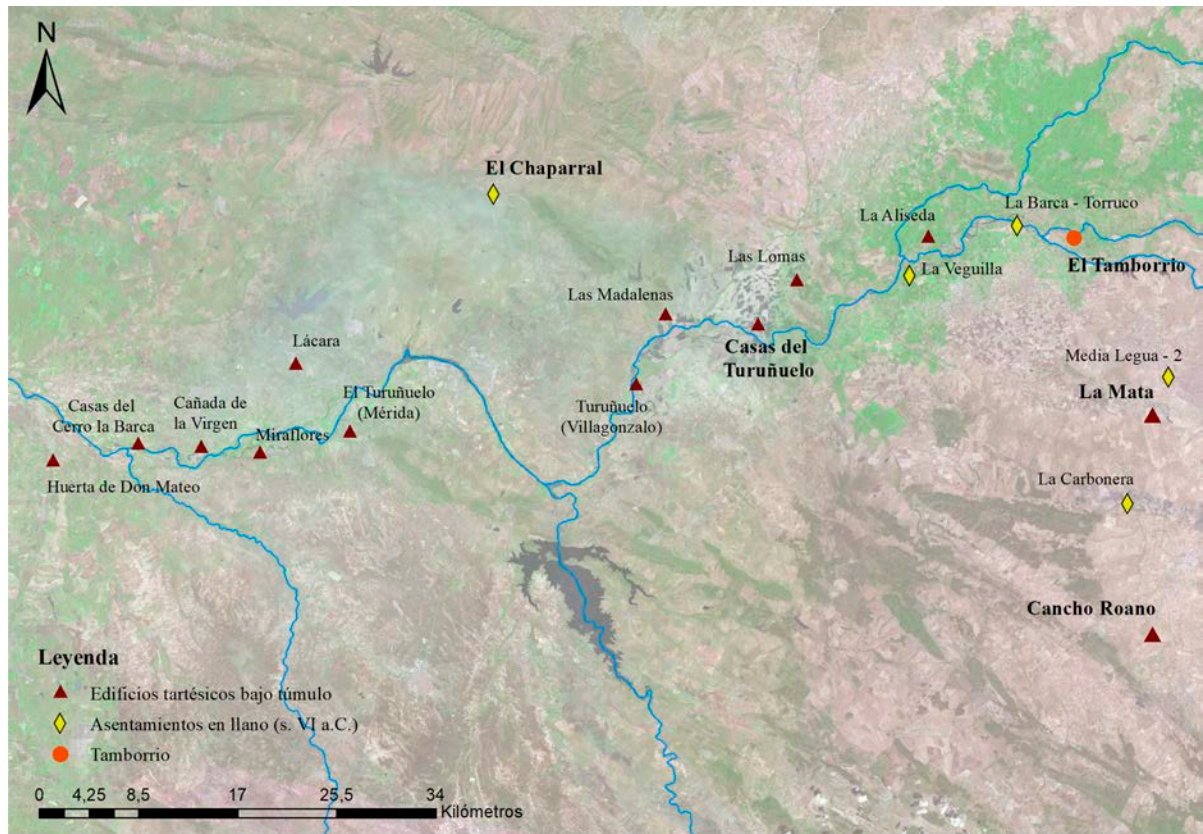 N
El Chaparral
La Barca - Torruco
La Aliseda
El Tamborrio
La Veguilla
Las Lomas
Las Madalenas
Casas del
Turuñuelo
Media Legua - 2
La Mata
Lácara
El Turuñuelo
(Mérida)
Turuñuelo
(Villagonzalo)
Casas del
Cerro la Barca
Cañada de
la Virgen
Miraflores
Huerta de Don Mateo
La Carbonera
Cancho Roano
Leyenda
Edificios tartésicos bajo túmulo
Asentamientos en llano (s. VI a.C.)
Tamborrio
0 4,25 8,5 17 25,5 34
Kilómetros